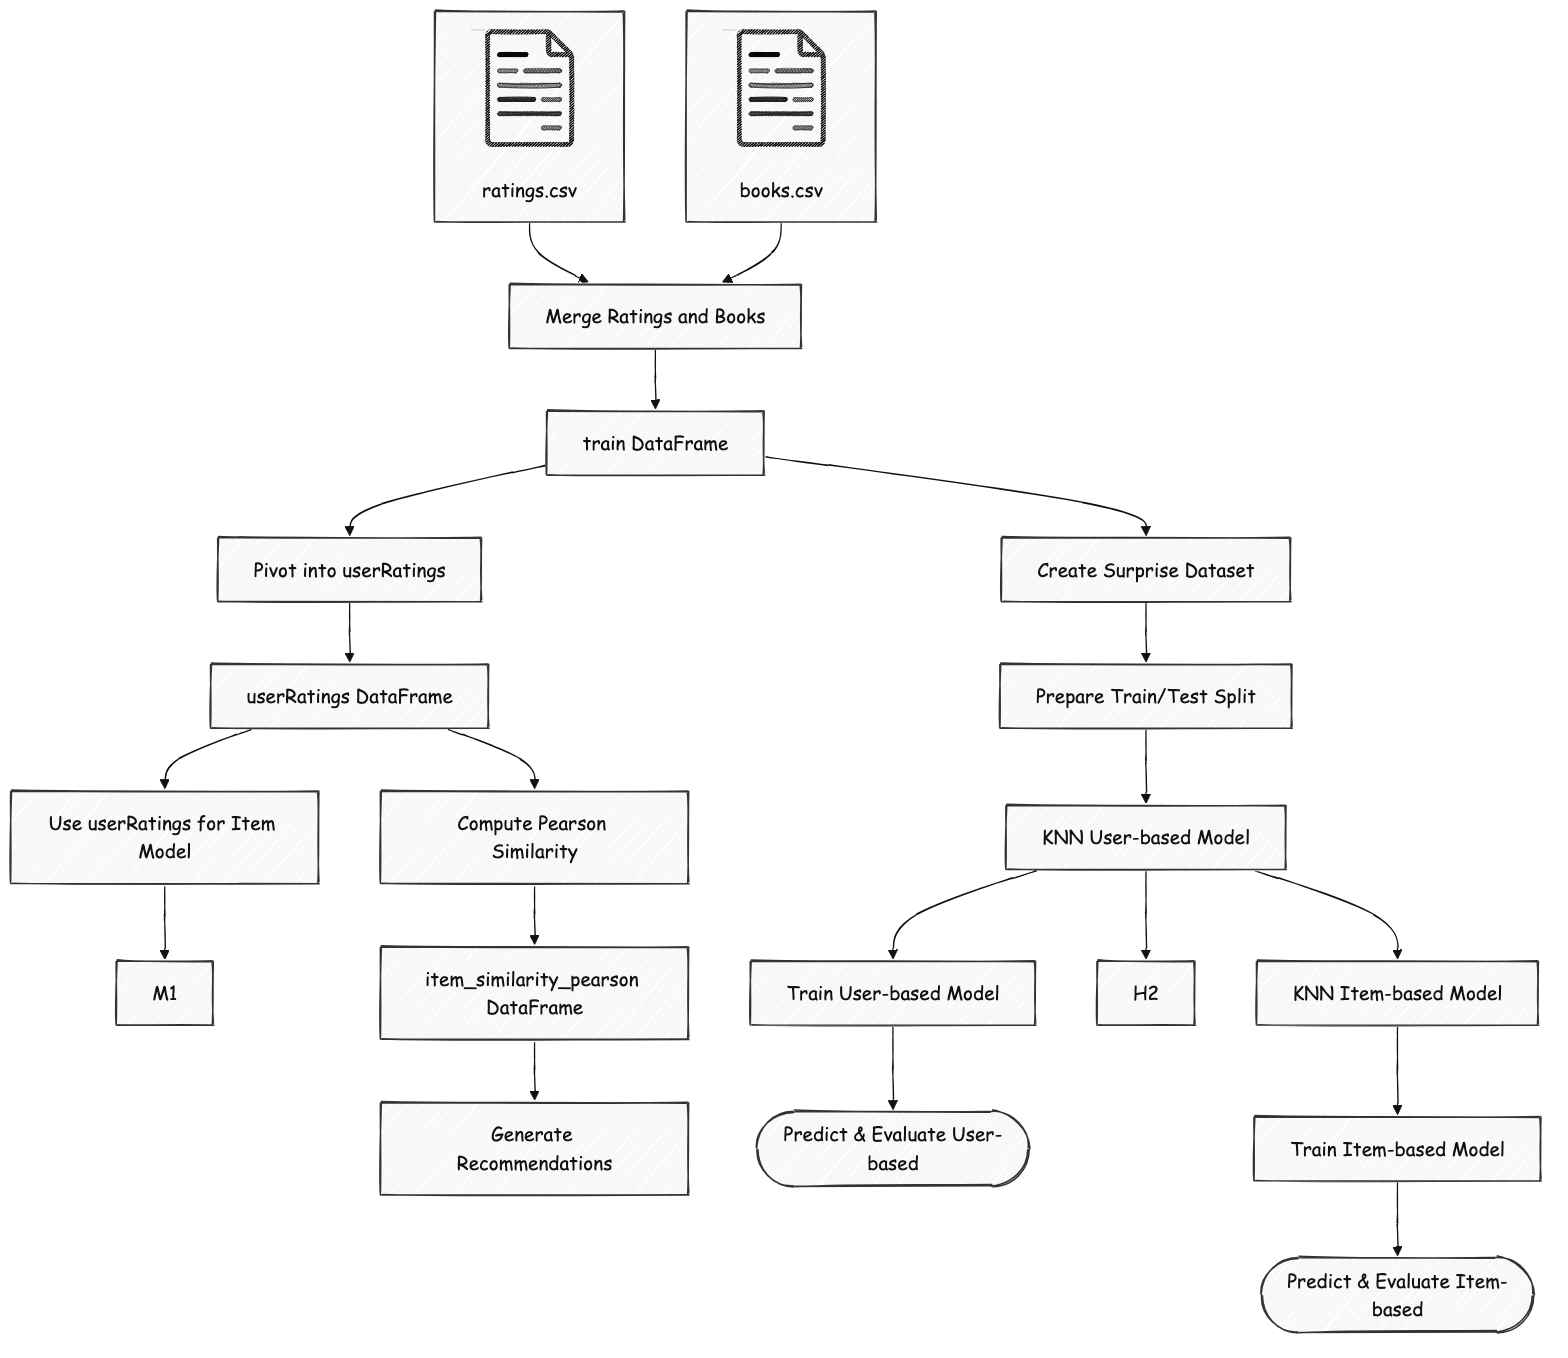 ratings.csv
books.csv
Merge Ratings and Books
train DataFrame
Pivot into userRatings
Create Surprise Dataset
userRatings DataFrame
Prepare Train/Test Split
Use userRatings for Item
Model
Compute Pearson
Similarity
KNN User-based Model
M1
item_similarity_pearson
DataFrame
Train User-based Model
H2
KNN Item-based Model
Generate
Recommendations
Predict & Evaluate User-
based
Train Item-based Model
Predict & Evaluate Item-
based